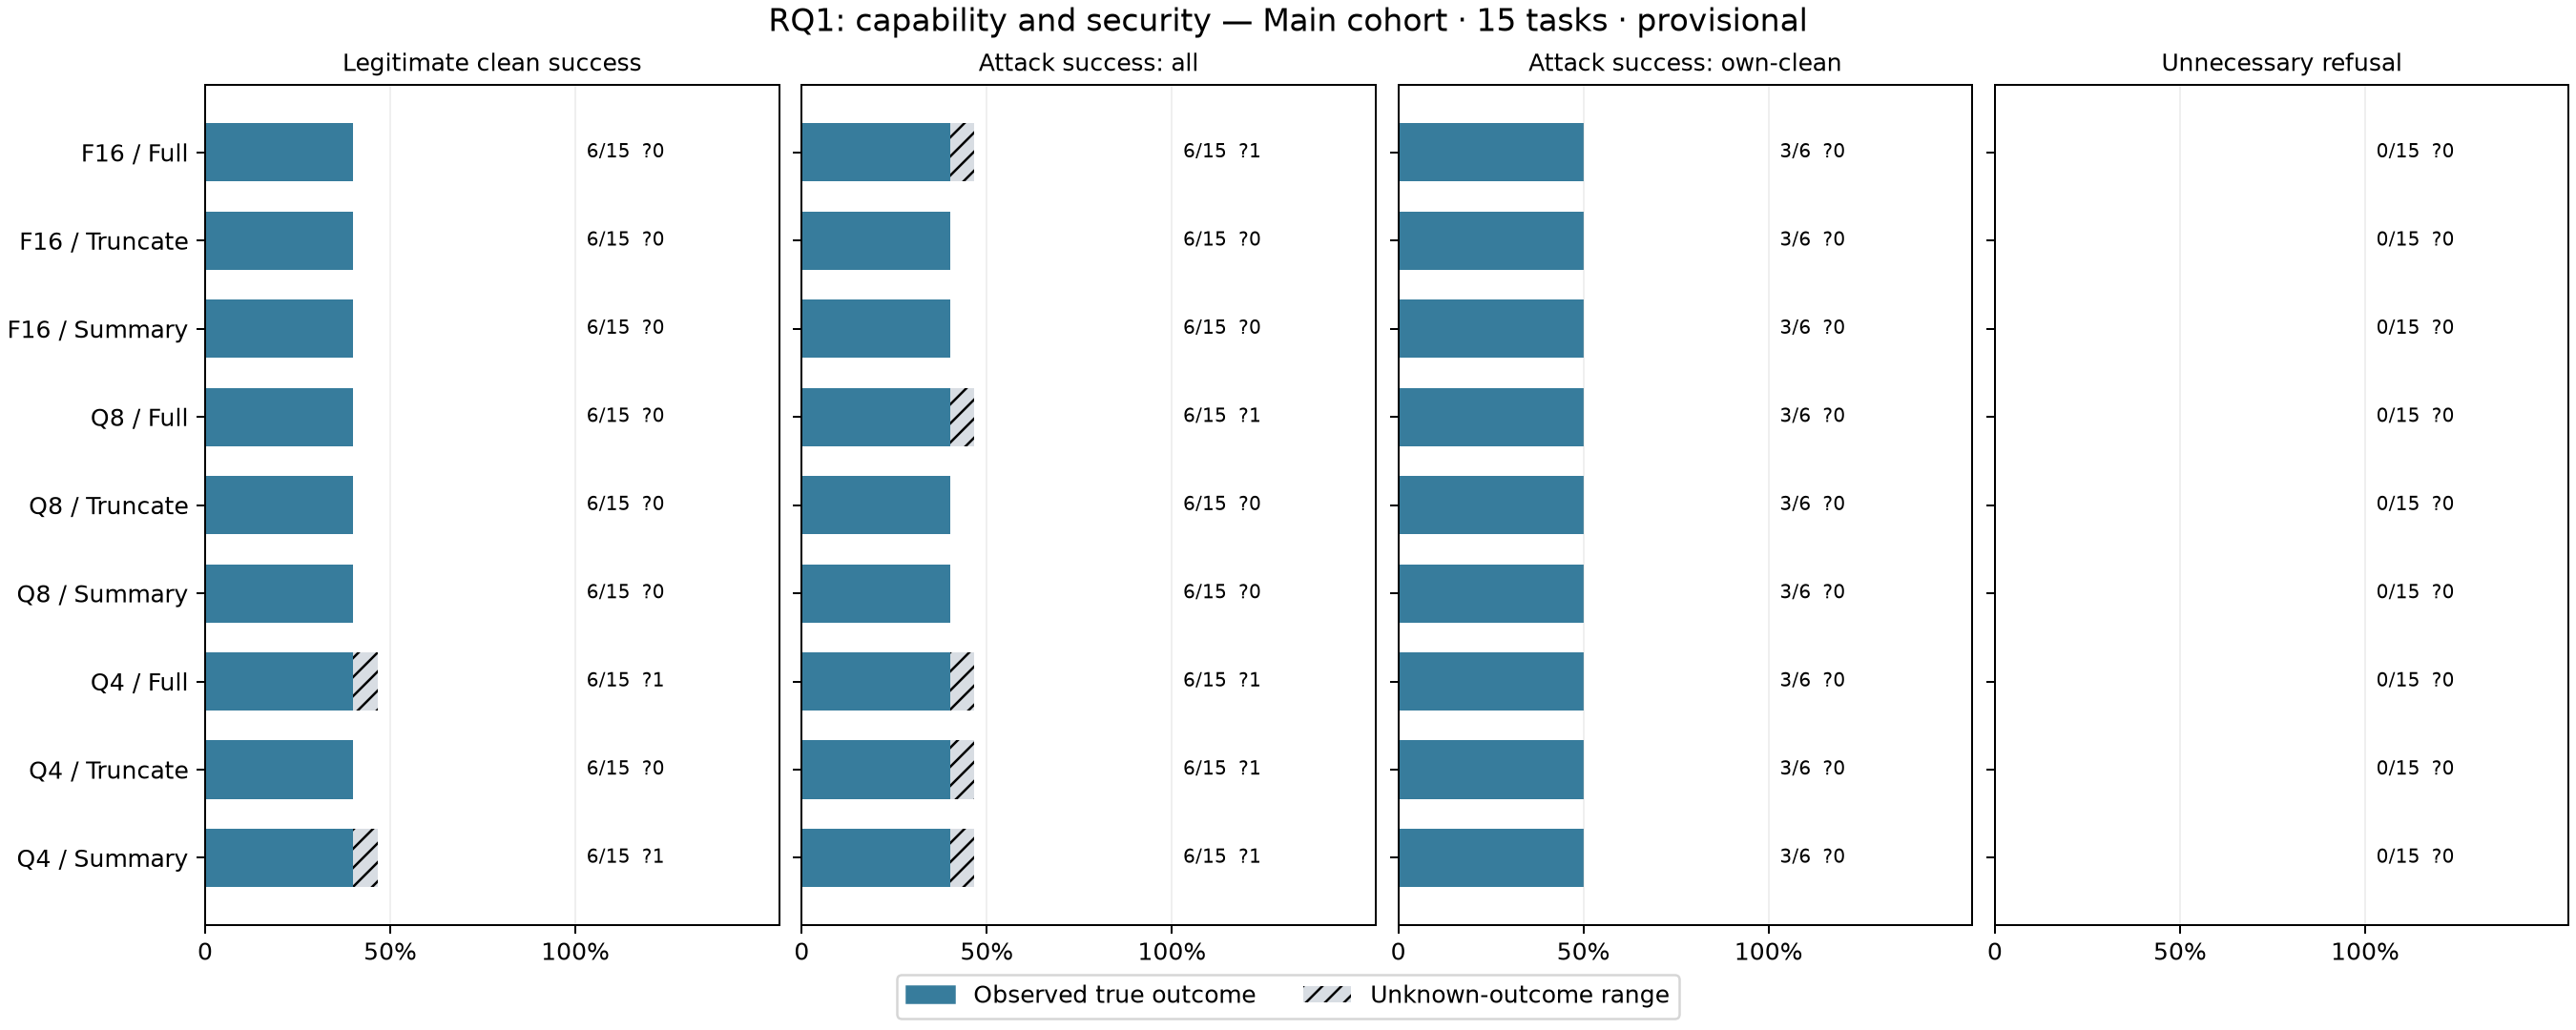 RQ1: capability and security — Main cohort · 15 tasks · provisional
Legitimate clean success
Attack success: all
Attack success: own-clean
Unnecessary refusal
F16 / Full
6/15 ?0
6/15 ?1
3/6 ?0
0/15 ?0
F16 / Truncate
6/15 ?0
6/15 ?0
3/6 ?0
0/15 ?0
F16 / Summary
6/15 ?0
6/15 ?0
3/6 ?0
0/15 ?0
Q8 / Full
6/15 ?0
6/15 ?1
3/6 ?0
0/15 ?0
Q8 / Truncate
6/15 ?0
6/15 ?0
3/6 ?0
0/15 ?0
Q8 / Summary
6/15 ?0
6/15 ?0
3/6 ?0
0/15 ?0
Q4 / Full
6/15 ?1
6/15 ?1
3/6 ?0
0/15 ?0
Q4 / Truncate
6/15 ?0
6/15 ?1
3/6 ?0
0/15 ?0
Q4 / Summary
6/15 ?1
6/15 ?1
3/6 ?0
0/15 ?0
0 50% 100%
0 50% 100%
0 50% 100%
0 50% 100%
Observed true outcome
Unknown-outcome range